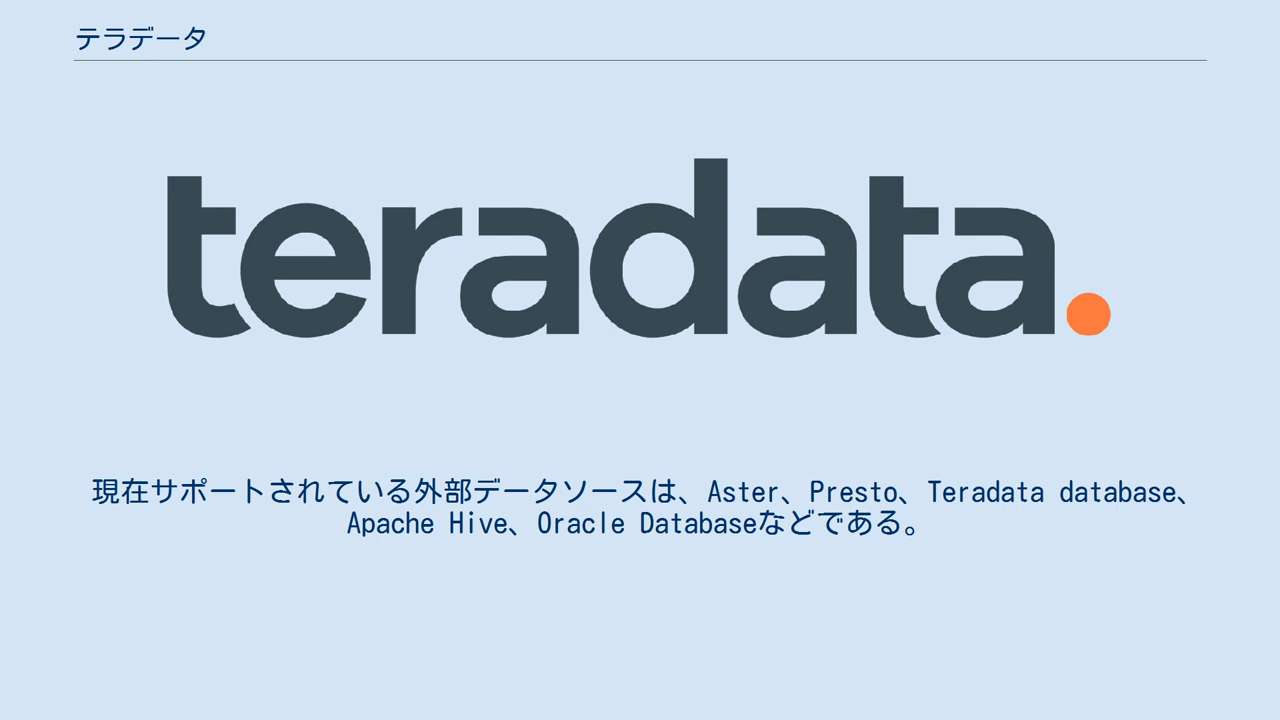 テラデータ
teradata.
現在サポートされている外部データソースは、Aster、Presto、Teradata database、
Apache Hive、Oracle Databaseなどである。